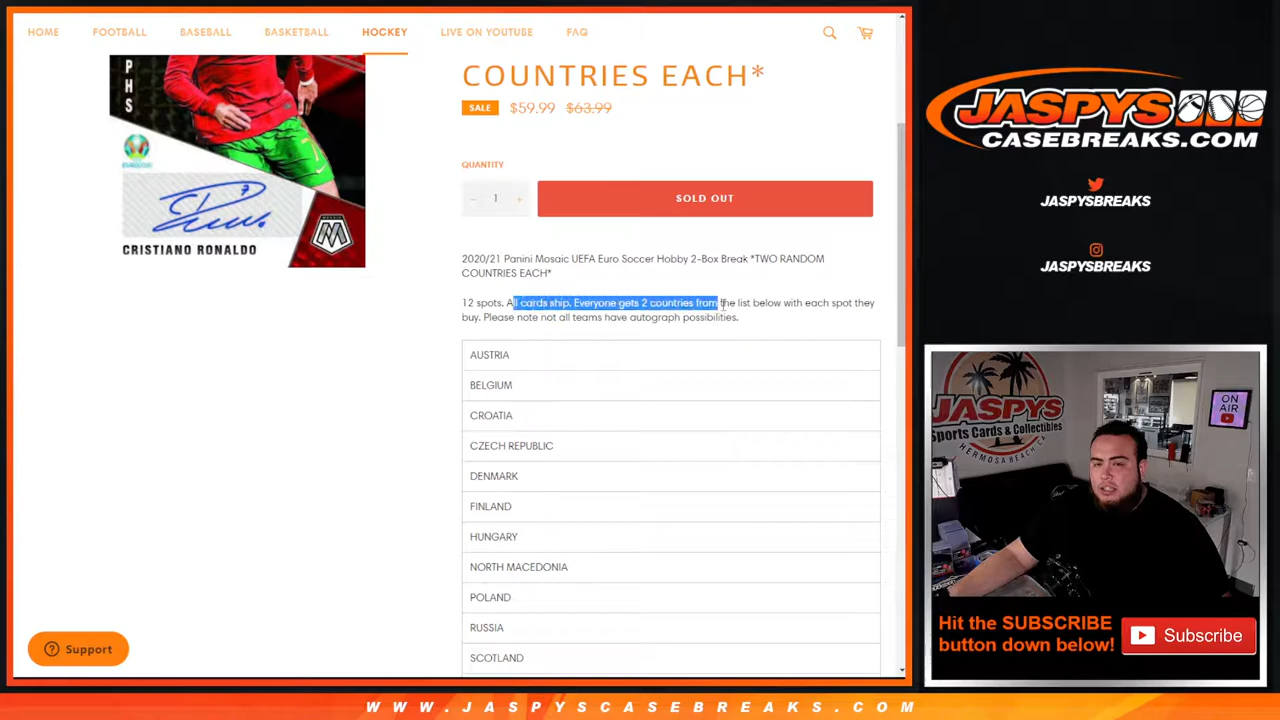 HOME FOOTBALL BASEBALL BASKETBALL HOCKEY LIVE ON YOUTUBE FAQ
PHS
CRISTIANO RONALDO
MOSAIC
COUNTRIES EACH*
SALE $59.99 $63.99
QUANTITY
− 1 +
SOLD OUT
2020/21 Panini Mosaic UEFA Euro Soccer Hobby 2-Box Break *TWO RANDOM
COUNTRIES EACH*
12 spots. All cards ship. Everyone gets 2 countries from the list below with each spot they
buy. Please note not all teams have autograph possibilities.
AUSTRIA
BELGIUM
CROATIA
CZECH REPUBLIC
DENMARK
FINLAND
HUNGARY
NORTH MACEDONIA
POLAND
RUSSIA
SCOTLAND
Support
JASPYS
CASEBREAKS.COM
JASPYSBREAKS
JASPYSBREAKS
JASPYS
Sports Cards & Collectibles
HERMOSA BEACH, CA
ON
AIR
Hit the SUBSCRIBE
button down below!
Subscribe
WWW.JASPYSCASEBREAKS.COM